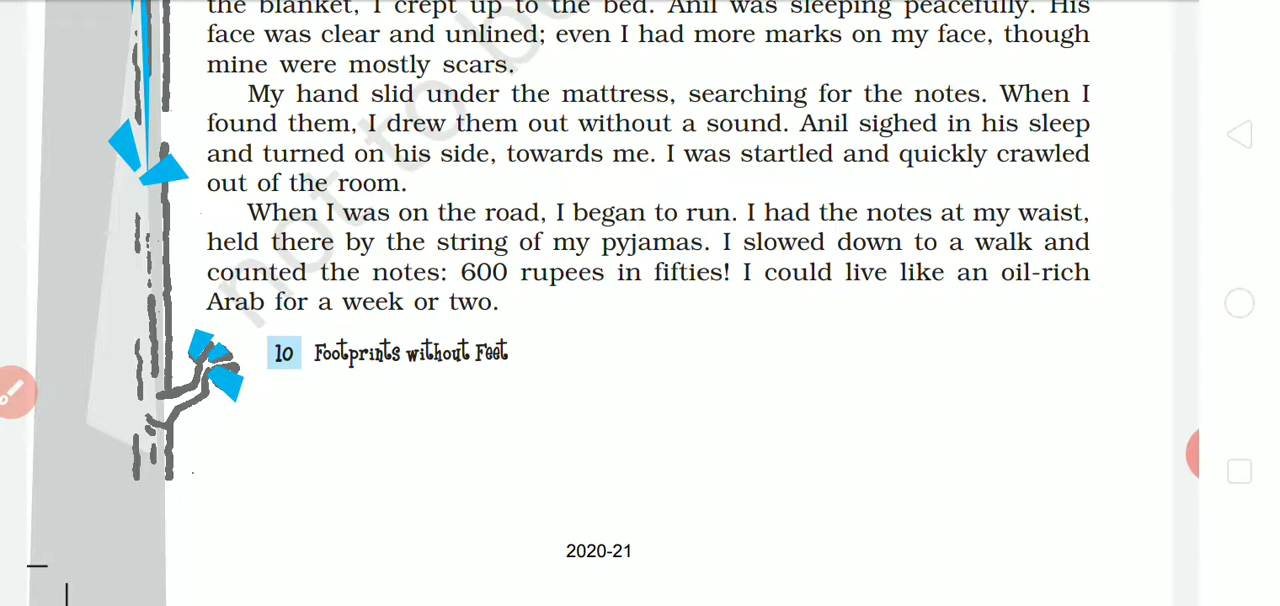 the blanket, I crept up to the bed. Anil was sleeping peacefully. His
face was clear and unlined; even I had more marks on my face, though
mine were mostly scars.
My hand slid under the mattress, searching for the notes. When I
found them, I drew them out without a sound. Anil sighed in his sleep
and turned on his side, towards me. I was startled and quickly crawled
out of the room.
When I was on the road, I began to run. I had the notes at my waist,
held there by the string of my pyjamas. I slowed down to a walk and
counted the notes: 600 rupees in fifties! I could live like an oil-rich
Arab for a week or two.
10 Footprints without Feet
2020-21
not to be